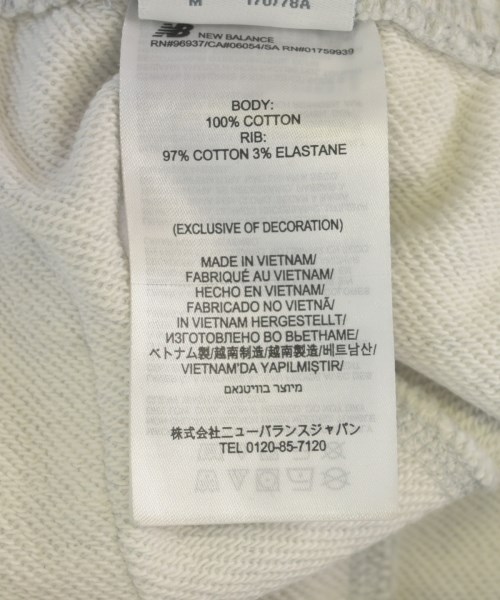 M 170/78A
NB NEW BALANCE
RN#96937/CA#06054/SA RN#01759939
BODY:
100% COTTON
RIB:
97% COTTON 3% ELASTANE
(EXCLUSIVE OF DECORATION)
MADE IN VIETNAM/
FABRIQUÉ AU VIETNAM/
HECHO EN VIETNAM/
FABRICADO NO VIETNÃ/
IN VIETNAM HERGESTELLT/
ИЗГОТОВЛЕНО ВО ВЬЕТНАМЕ/
ベトナム製/越南制造/越南製造/베트남산/
VIETNAM'DA YAPILMIŞTIR/
מיוצר בוויטנאם
株式会社ニューバランスジャパン
TEL 0120-85-7120